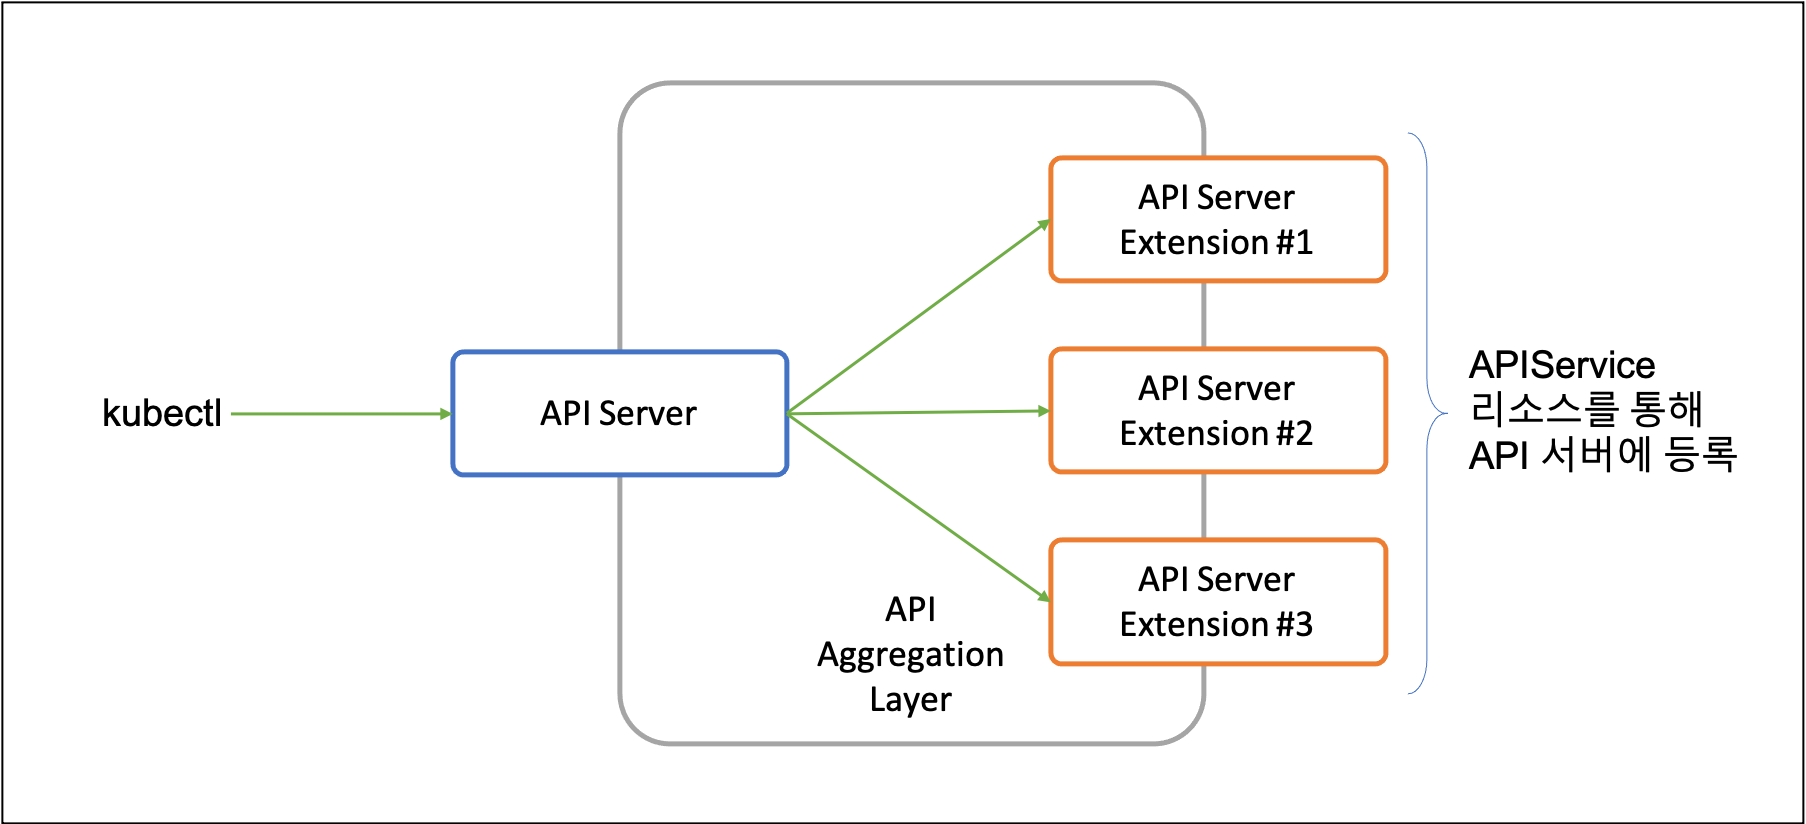 kubectl
API Server
API Server
Extension #1
API Server
Extension #2
API Server
Extension #3
API
Aggregation
Layer
APIService
리소스를 통해
API 서버에 등록